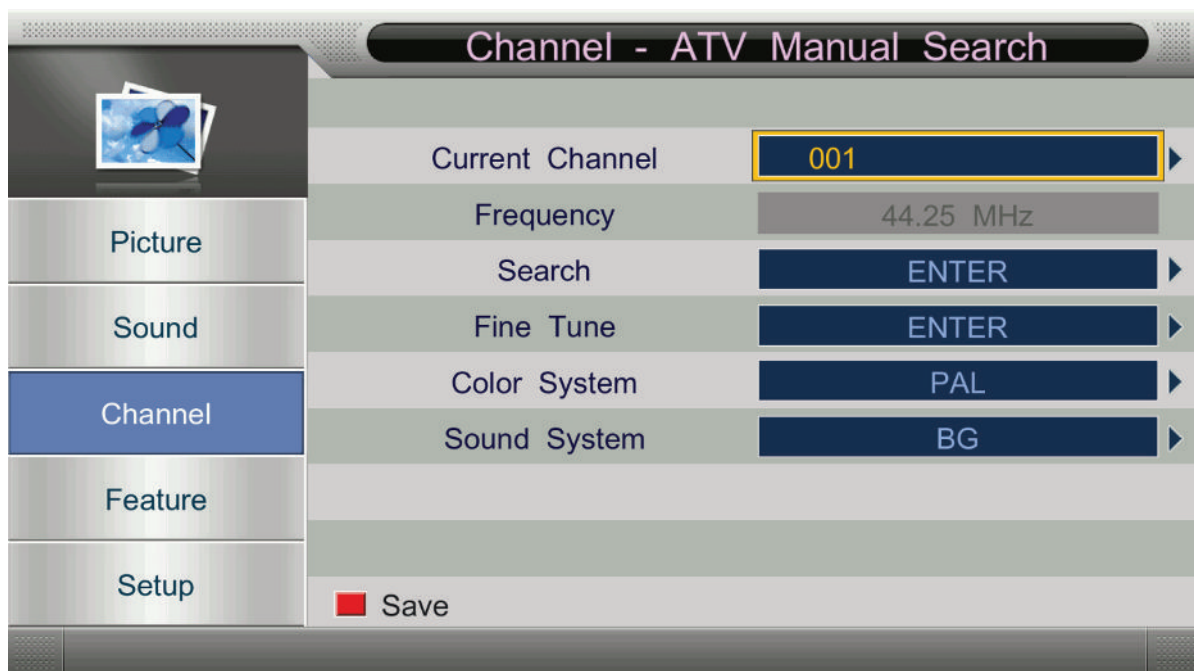 Channel - ATV Manual Search
Picture
Sound
Channel
Feature
Setup
Current Channel 001
Frequency 44.25 MHz
Search ENTER
Fine Tune ENTER
Color System PAL
Sound System BG
Save